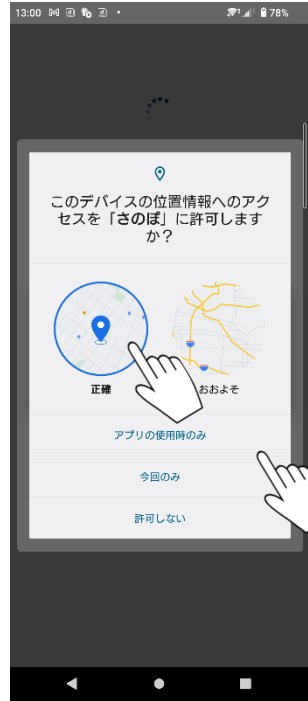 13:00
78%
このデバイスの位置情報へのアク
セスを「さのぽ」に許可します
か？
正確
おおよそ
アプリの使用時のみ
今回のみ
許可しない